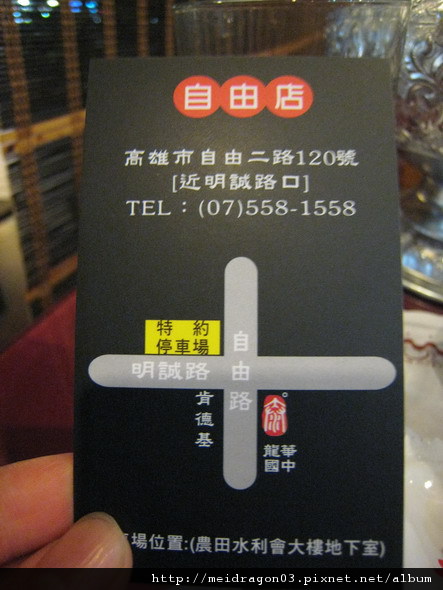 自由店
高雄市自由二路120號
[近明誠路口]
TEL：(07)558-1558
特 約
停車場
明誠路
自由路
肯德基
龍華
國中
場位置:(農田水利會大樓地下室)
http://meidragon03.pixnet.net/album